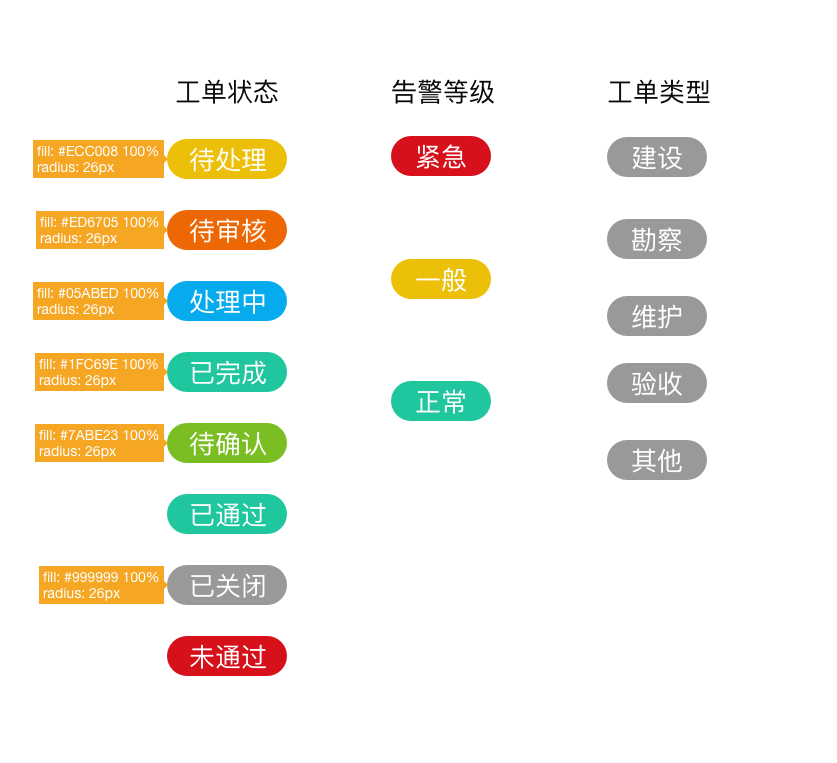 工单状态
告警等级
工单类型
fill: #ECC008 100%
radius: 26px
待处理
紧急
建设
fill: #ED6705 100%
radius: 26px
待审核
勘察
fill: #05ABED 100%
radius: 26px
处理中
一般
维护
fill: #1FC69E 100%
radius: 26px
已完成
正常
验收
fill: #7ABE23 100%
radius: 26px
待确认
其他
已通过
fill: #999999 100%
radius: 26px
已关闭
未通过